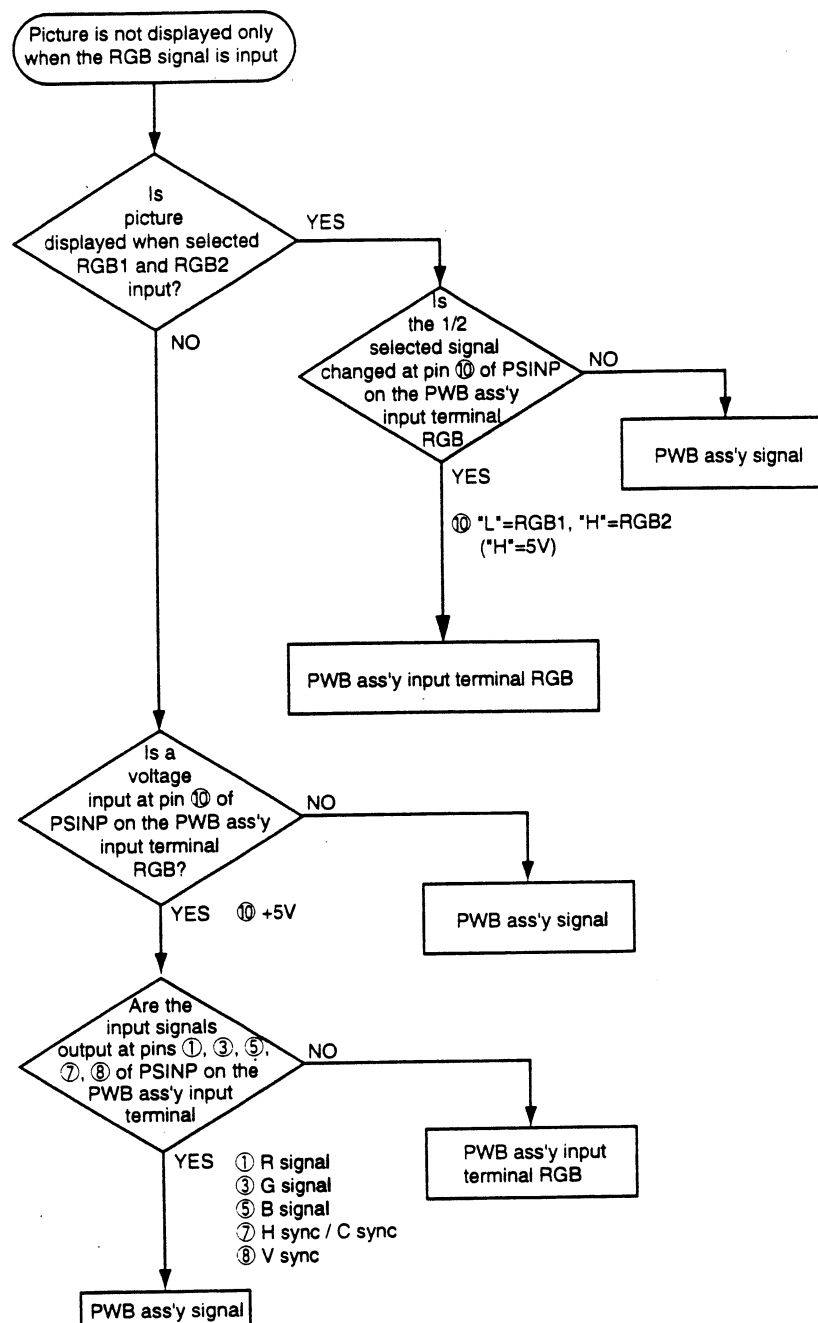 Picture is not displayed only
when the RGB signal is input
Is
picture
displayed when selected
RGB1 and RGB2
input?
YES
NO
Is
the 1/2
selected signal
changed at pin ⑩ of PSINP
on the PWB ass'y
input terminal
RGB
NO
PWB ass'y signal
YES
⑩ "L"=RGB1, "H"=RGB2
("H"=5V)
PWB ass'y input terminal RGB
Is a
voltage
input at pin ⑩ of
PSINP on the PWB ass'y
input terminal
RGB?
NO
PWB ass'y signal
YES ⑩ +5V
Are the
input signals
output at pins ①, ③, ⑤,
⑦, ⑧ of PSINP on the
PWB ass'y input
terminal
NO
PWB ass'y input
terminal RGB
YES ① R signal
③ G signal
⑤ B signal
⑦ H sync / C sync
⑧ V sync
PWB ass'y signal